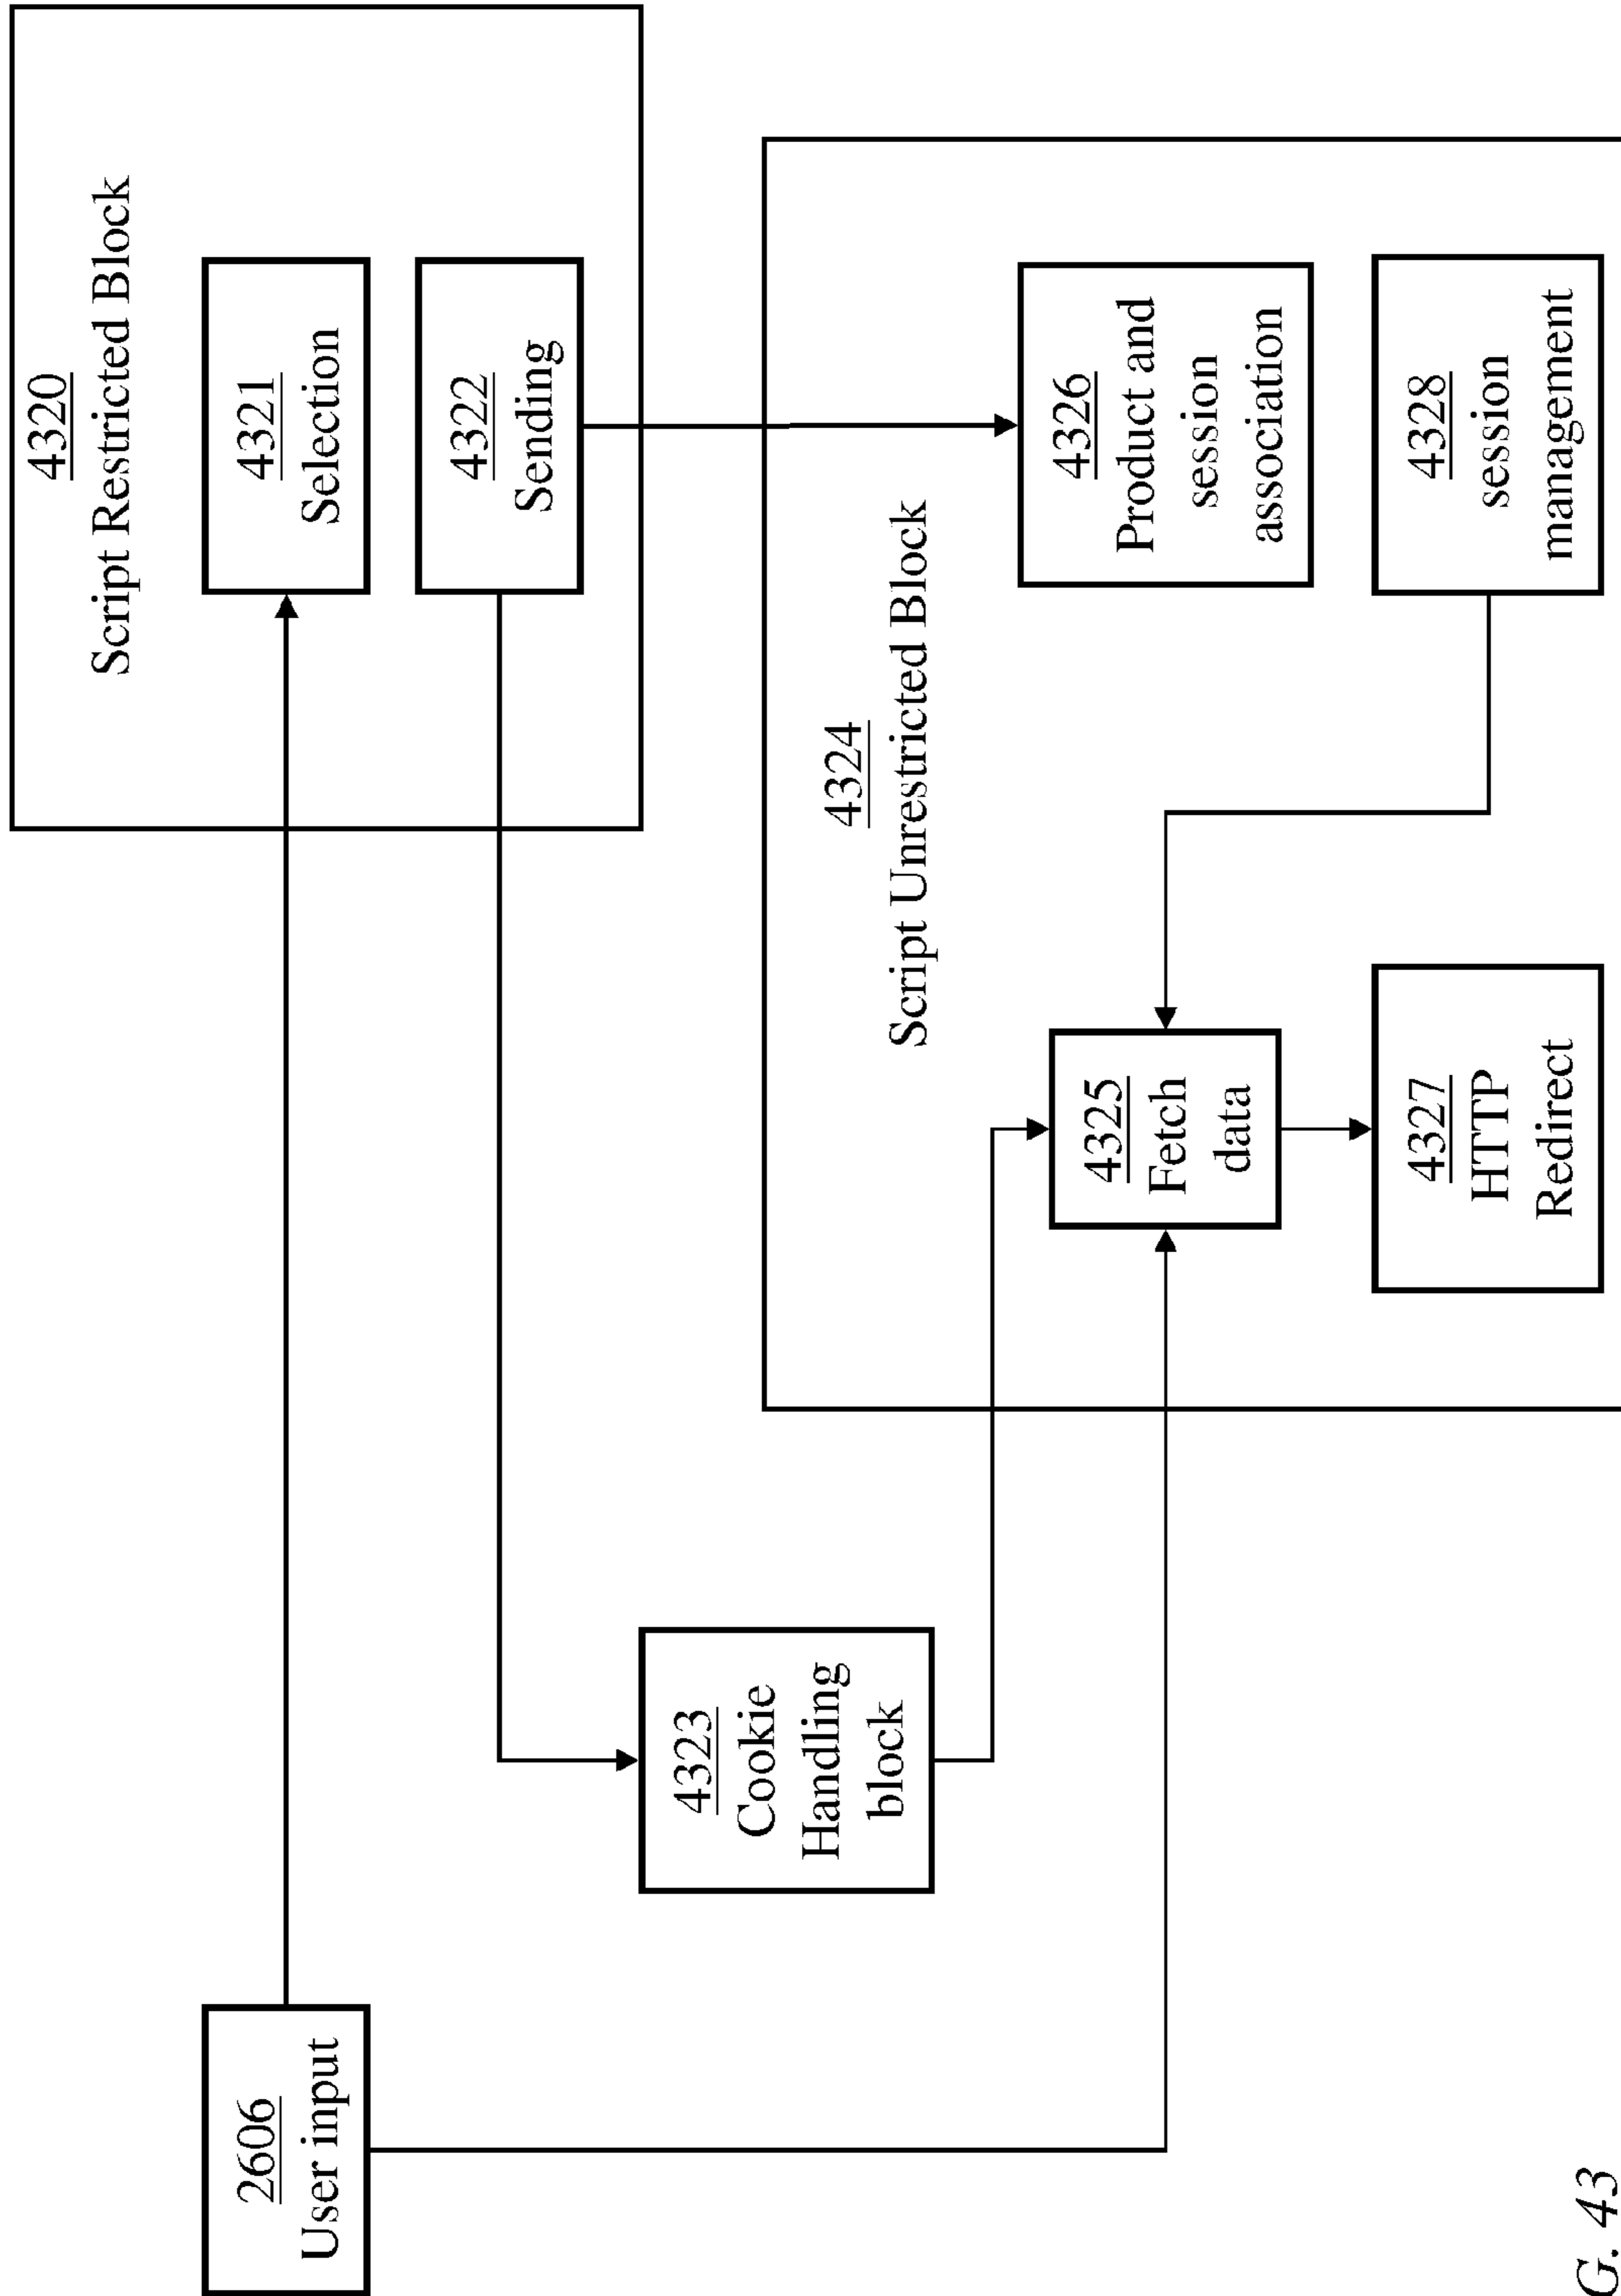 4320
Script Restricted Block
2606
User input
4321
Selection
4322
Sending
4323
Cookie
Handling
block
4324
Script Unrestricted Block
4325
Fetch
data
4326
Product and
session
association
4327
HTTP
Redirect
4328
session
management
G. 43